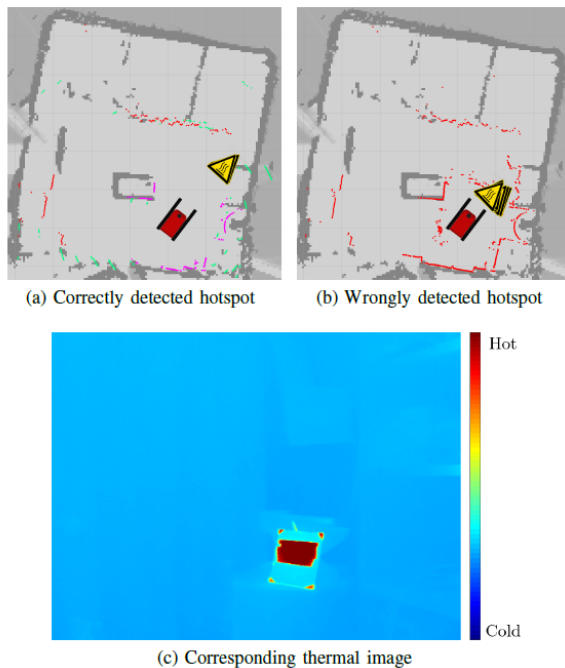 (a) Correctly detected hotspot
(b) Wrongly detected hotspot
Hot
Cold
(c) Corresponding thermal image